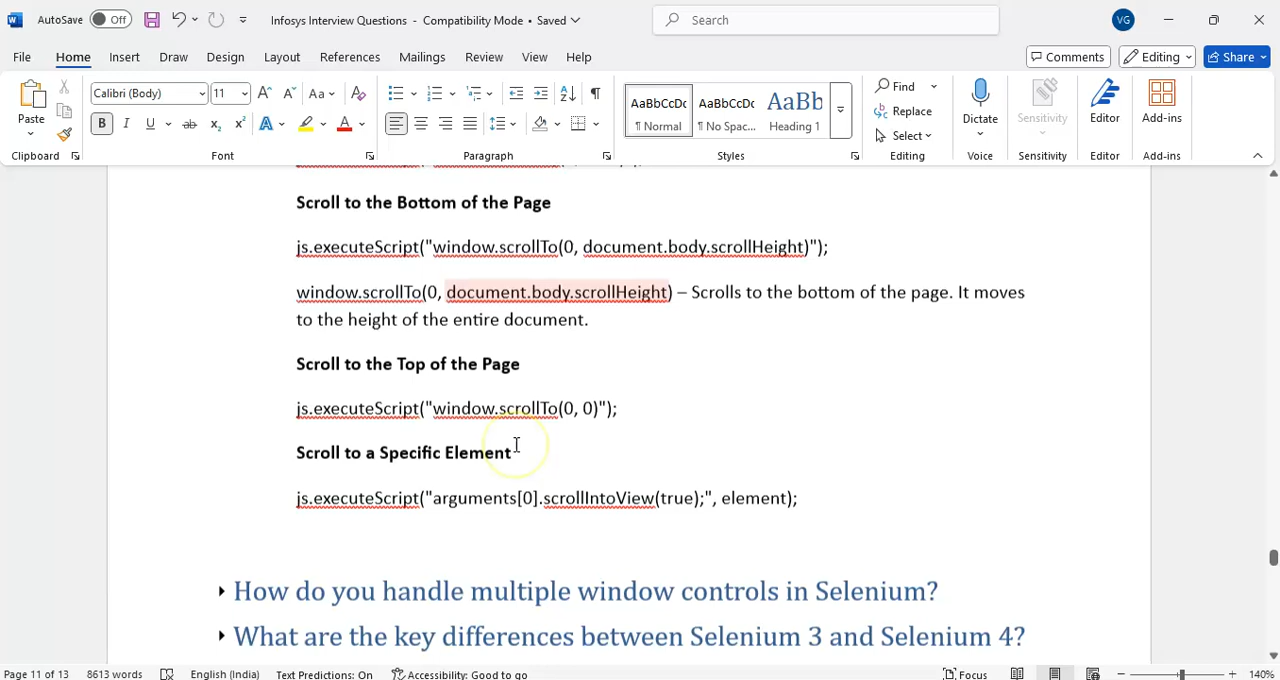 AutoSave Off Infosys Interview Questions - Compatibility Mode • Saved Search VG
File Home Insert Draw Design Layout References Mailings Review View Help Comments Editing Share
Paste Calibri (Body) 11 A A Aa A AaBbCcDc AaBbCcDc AaBb Find Dictate Sensitivity Editor Add-ins
¶ Normal ¶ No Spac... Heading 1 Replace
B I U ab x₂ x² A A Select
Clipboard Font Paragraph Styles Editing Voice Sensitivity Editor Add-ins
Scroll to the Bottom of the Page
js.executeScript("window.scrollTo(0, document.body.scrollHeight)");
window.scrollTo(0, document.body.scrollHeight) – Scrolls to the bottom of the page. It moves
to the height of the entire document.
Scroll to the Top of the Page
js.executeScript("window.scrollTo(0, 0)");
Scroll to a Specific Element
js.executeScript("arguments[0].scrollIntoView(true);", element);
How do you handle multiple window controls in Selenium?
What are the key differences between Selenium 3 and Selenium 4?
Page 11 of 13 8613 words English (India) Text Predictions: On Accessibility: Good to go Focus 140%